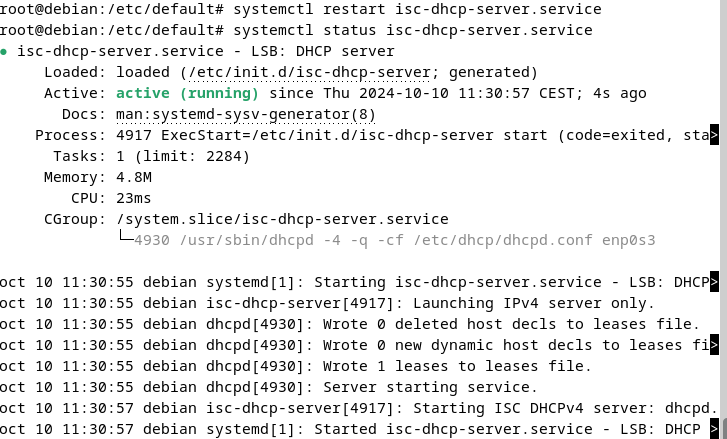 root@debian:/etc/default# systemctl restart isc-dhcp-server.service
root@debian:/etc/default# systemctl status isc-dhcp-server.service
● isc-dhcp-server.service - LSB: DHCP server
     Loaded: loaded (/etc/init.d/isc-dhcp-server; generated)
     Active: active (running) since Thu 2024-10-10 11:30:57 CEST; 4s ago
       Docs: man:systemd-sysv-generator(8)
    Process: 4917 ExecStart=/etc/init.d/isc-dhcp-server start (code=exited, sta>
      Tasks: 1 (limit: 2284)
     Memory: 4.8M
        CPU: 23ms
     CGroup: /system.slice/isc-dhcp-server.service
             └─4930 /usr/sbin/dhcpd -4 -q -cf /etc/dhcp/dhcpd.conf enp0s3

oct 10 11:30:55 debian systemd[1]: Starting isc-dhcp-server.service - LSB: DHCP>
oct 10 11:30:55 debian isc-dhcp-server[4917]: Launching IPv4 server only.
oct 10 11:30:55 debian dhcpd[4930]: Wrote 0 deleted host decls to leases file.
oct 10 11:30:55 debian dhcpd[4930]: Wrote 0 new dynamic host decls to leases fi>
oct 10 11:30:55 debian dhcpd[4930]: Wrote 1 leases to leases file.
oct 10 11:30:55 debian dhcpd[4930]: Server starting service.
oct 10 11:30:57 debian isc-dhcp-server[4917]: Starting ISC DHCPv4 server: dhcpd.
oct 10 11:30:57 debian systemd[1]: Started isc-dhcp-server.service - LSB: DHCP >